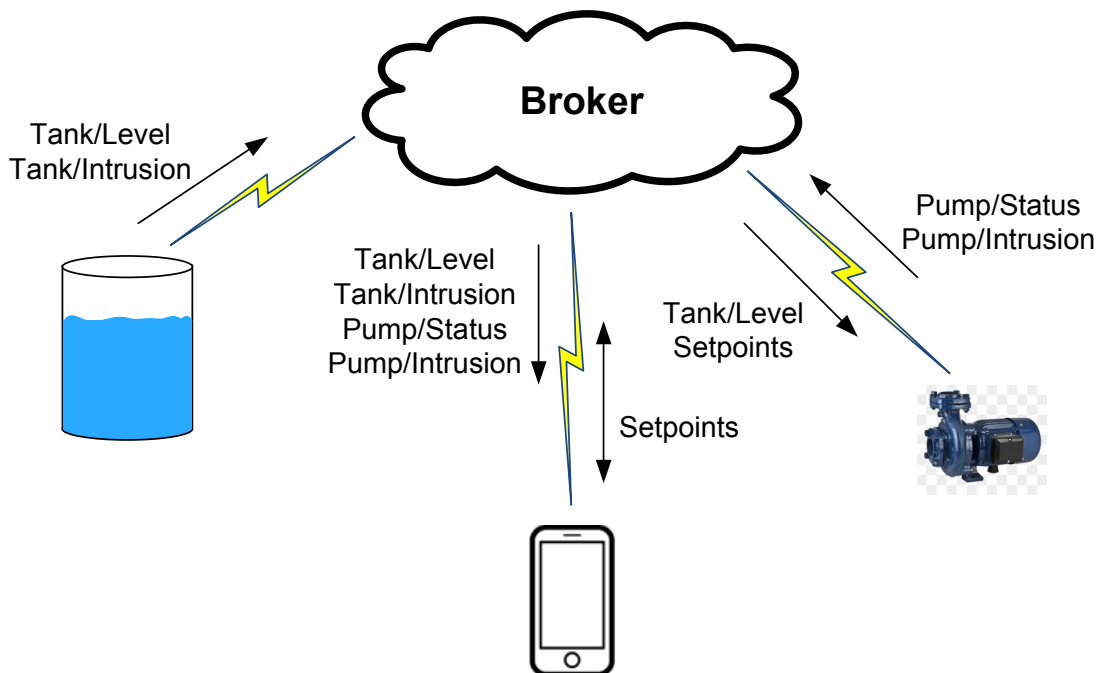 Broker
Tank/Level
Tank/Intrusion
Pump/Status
Pump/Intrusion
Tank/Level
Tank/Intrusion
Pump/Status
Pump/Intrusion
Tank/Level
Setpoints
Setpoints